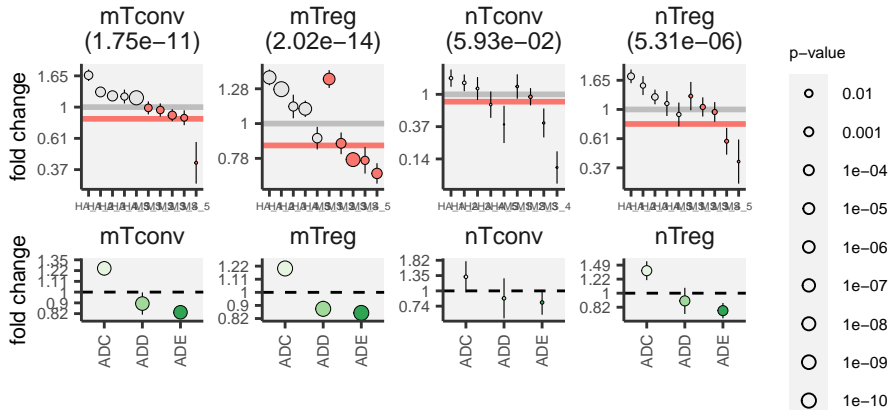 mTconv
(1.75e−11)
mTreg
(2.02e−14)
nTconv
(5.93e−02)
nTreg
(5.31e−06)
fold change
1.65
1
0.61
0.37
1.28
1
0.78
1
0.37
0.14
1.65
1
0.61
0.37
mTconv
mTreg
nTconv
nTreg
fold change
1.35
1.22
1.11
1
0.9
0.82
1.22
1.11
1
0.9
0.82
1.82
1.35
1
0.74
1.49
1.22
1
0.82
ADC
ADD
ADE
ADC
ADD
ADE
ADC
ADD
ADE
ADC
ADD
ADE
p−value
0.01
0.001
1e−04
1e−05
1e−06
1e−07
1e−08
1e−09
1e−10